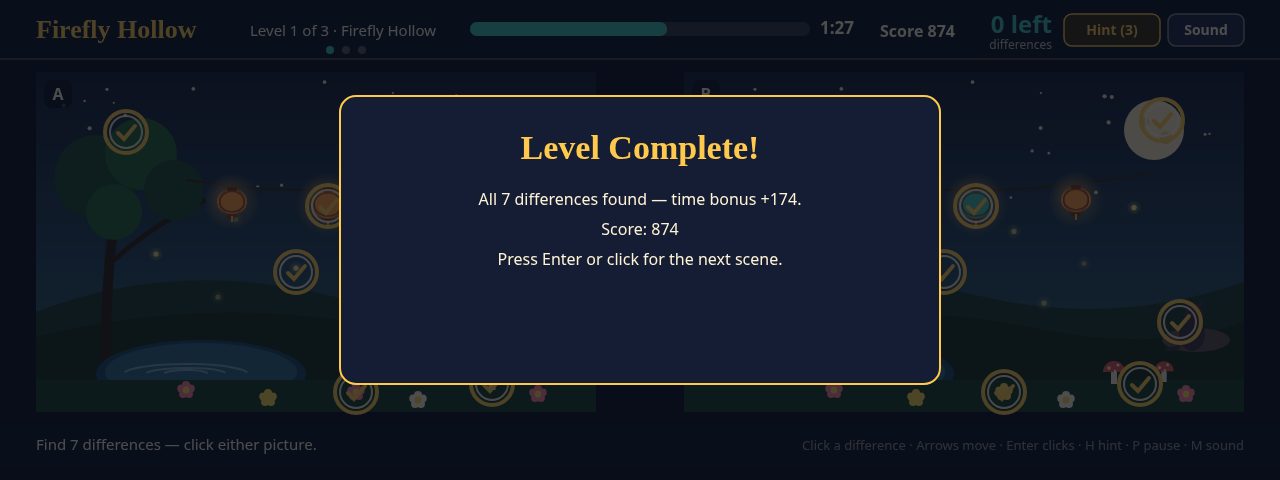 Firefly Hollow
Level 1 of 3 · Firefly Hollow
1:27
Score 874
0 left
differences
Hint (3)
Sound
A
B
Level Complete!
All 7 differences found — time bonus +174.
Score: 874
Press Enter or click for the next scene.
Find 7 differences — click either picture.
Click a difference · Arrows move · Enter clicks · H hint · P pause · M sound